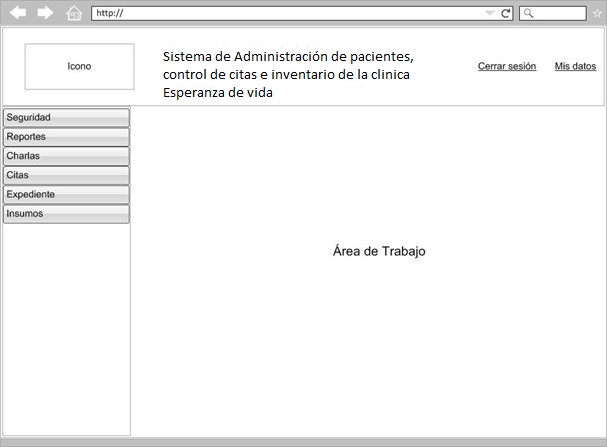 http://
Icono
Sistema de Administración de pacientes,
control de citas e inventario de la clinica
Esperanza de vida
Cerrar sesión
Mis datos
Seguridad
Reportes
Charlas
Citas
Expediente
Insumos
Área de Trabajo